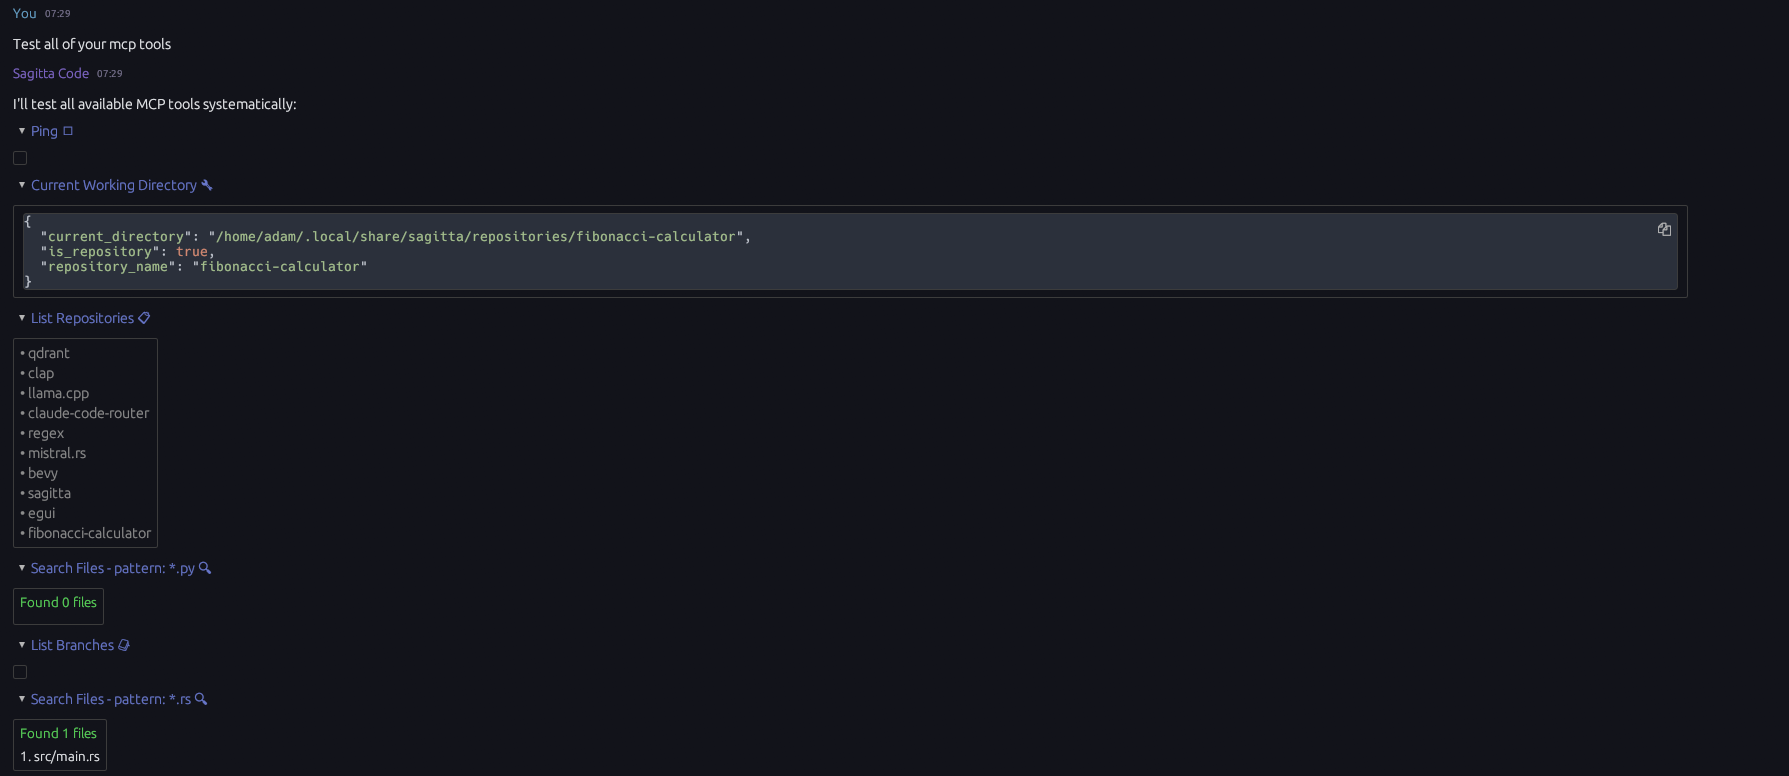 You 07:29
Test all of your mcp tools
Sagitta Code 07:29
I'll test all available MCP tools systematically:
Ping
Current Working Directory
{
  "current_directory": "/home/adam/.local/share/sagitta/repositories/fibonacci-calculator",
  "is_repository": true,
  "repository_name": "fibonacci-calculator"
}
List Repositories
• qdrant
• clap
• llama.cpp
• claude-code-router
• regex
• mistral.rs
• bevy
• sagitta
• egui
• fibonacci-calculator
Search Files - pattern: *.py
Found 0 files
List Branches
Search Files - pattern: *.rs
Found 1 files
1. src/main.rs